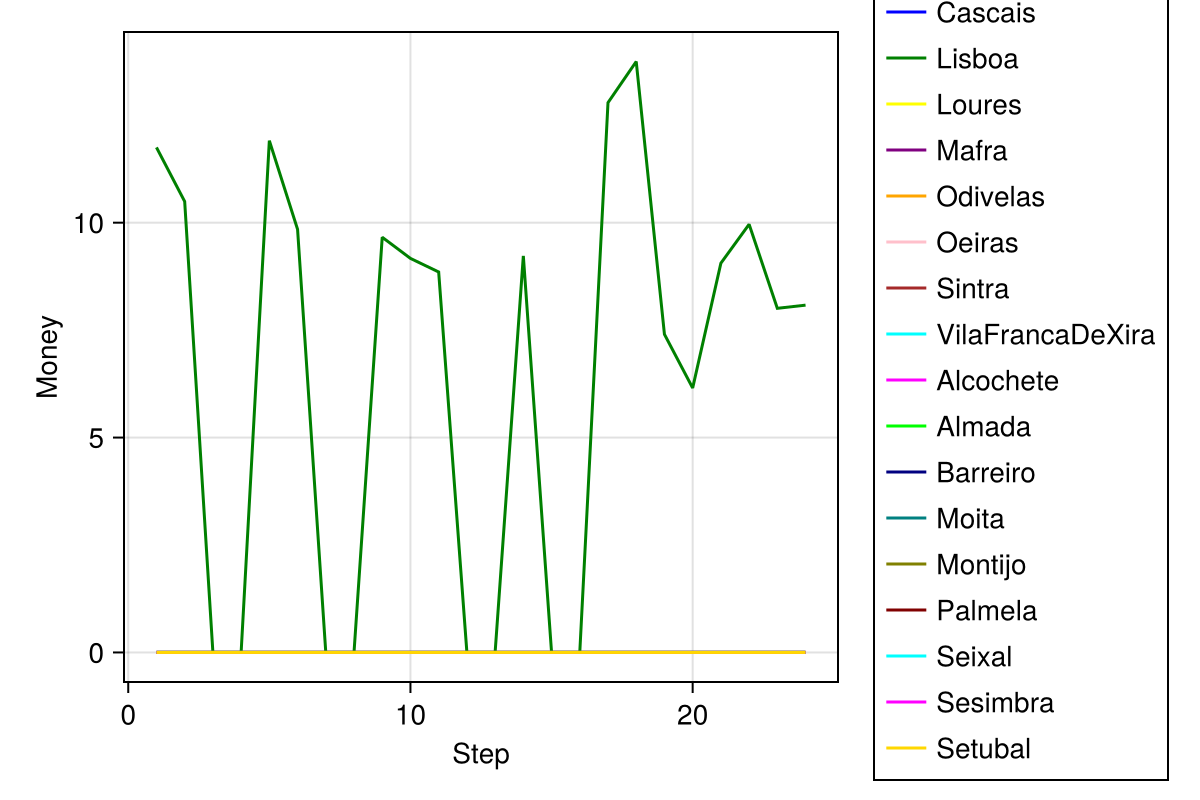 Money
10
5
0
0
10
20
Step
Cascais
Lisboa
Loures
Mafra
Odivelas
Oeiras
Sintra
VilaFrancaDeXira
Alcochete
Almada
Barreiro
Moita
Montijo
Palmela
Seixal
Sesimbra
Setubal